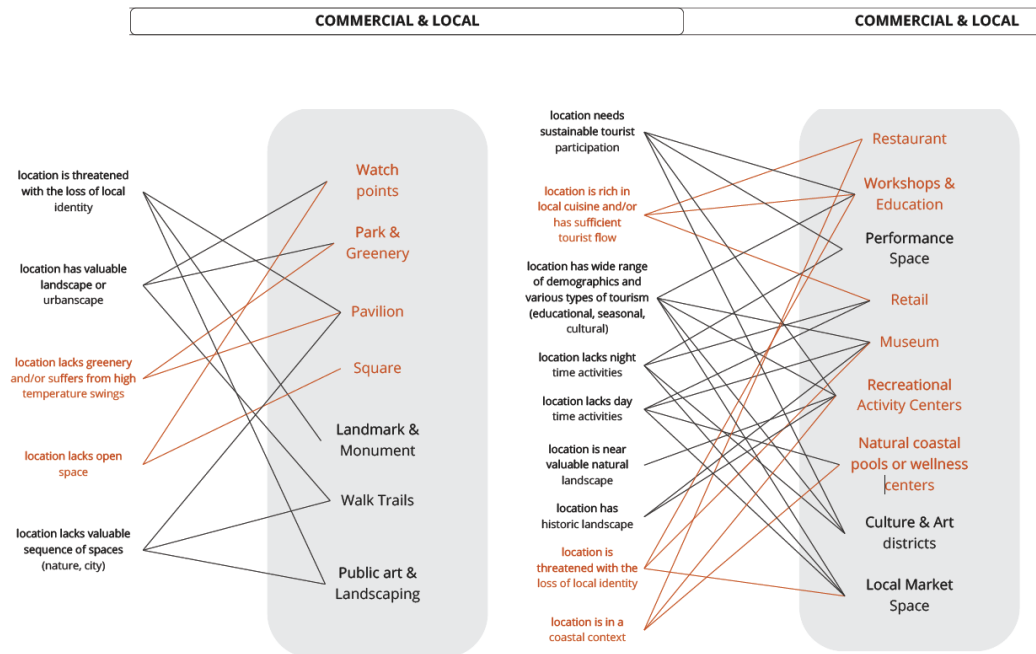 COMMERCIAL & LOCAL
COMMERCIAL & LOCAL
location is threatened
with the loss of local
identity
location has valuable
landscape or
urbanscape
location lacks greenery
and/or suffers from high
temperature swings
location lacks open
space
location lacks valuable
sequence of spaces
(nature, city)
Watch
points
Park &
Greenery
Pavilion
Square
Landmark &
Monument
Walk Trails
Public art &
Landscaping
location needs
sustainable tourist
participation
location is rich in
local cuisine and/or
has sufficient
tourist flow
location has wide range
of demographics and
various types of tourism
(educational, seasonal,
cultural)
location lacks night
time activities
location lacks day
time activities
location is near
valuable natural
landscape
location has
historic landscape
location is
threatened with the
loss of local identity
location is in a
coastal context
Restaurant
Workshops &
Education
Performance
Space
Retail
Museum
Recreational
Activity Centers
Natural coastal
pools or wellness
centers
Culture & Art
districts
Local Market
Space